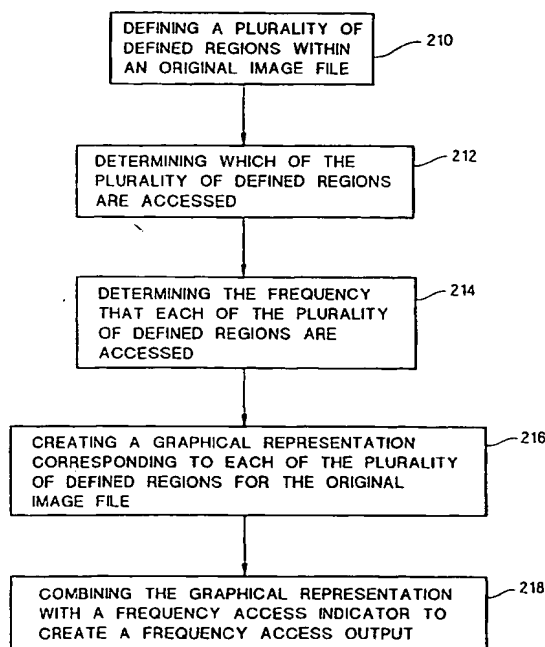 DEFINING A PLURALITY OF
DEFINED REGIONS WITHIN
AN ORIGINAL IMAGE FILE
210
DETERMINING WHICH OF THE
PLURALITY OF DEFINED REGIONS
ARE ACCESSED
212
DETERMINING THE FREQUENCY
THAT EACH OF THE PLURALITY
OF DEFINED REGIONS ARE
ACCESSED
214
CREATING A GRAPHICAL REPRESENTATION
CORRESPONDING TO EACH OF THE PLURALITY
OF DEFINED REGIONS FOR THE ORIGINAL
IMAGE FILE
216
COMBINING THE GRAPHICAL REPRESENTATION
WITH A FREQUENCY ACCESS INDICATOR TO
CREATE A FREQUENCY ACCESS OUTPUT
218